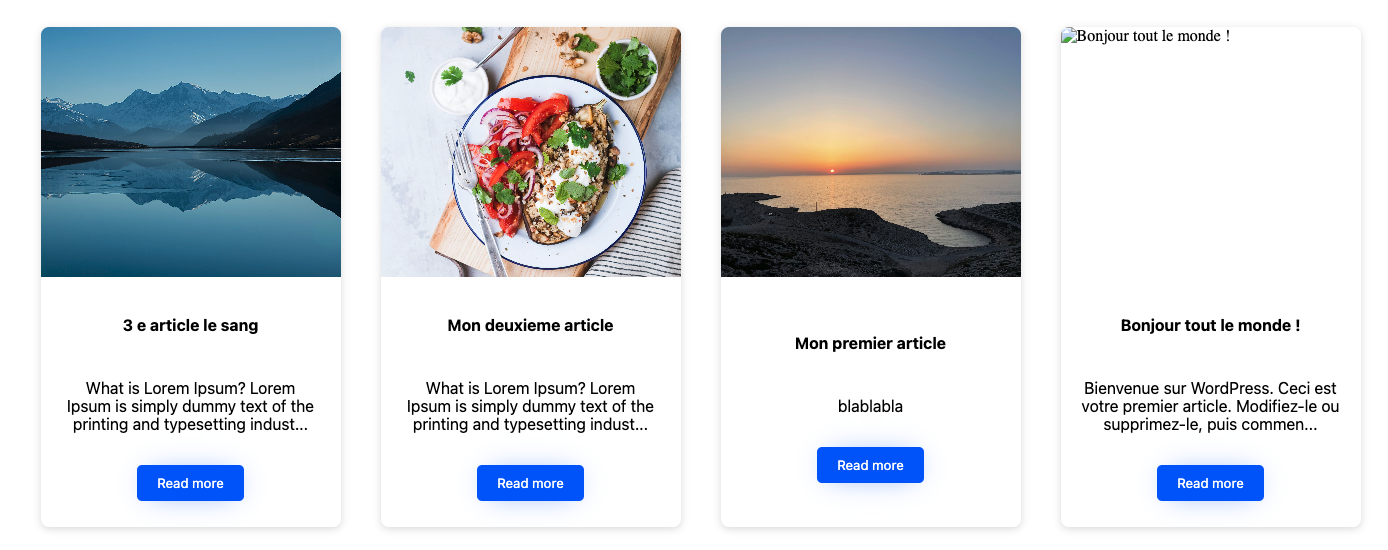 3 e article le sang
What is Lorem Ipsum? Lorem
Ipsum is simply dummy text of the
printing and typesetting indust...
Read more
Mon deuxieme article
What is Lorem Ipsum? Lorem
Ipsum is simply dummy text of the
printing and typesetting indust...
Read more
Mon premier article
blablabla
Read more
Bonjour tout le monde !
Bonjour tout le monde !
Bienvenue sur WordPress. Ceci est
votre premier article. Modifiez-le ou
supprimez-le, puis commen...
Read more